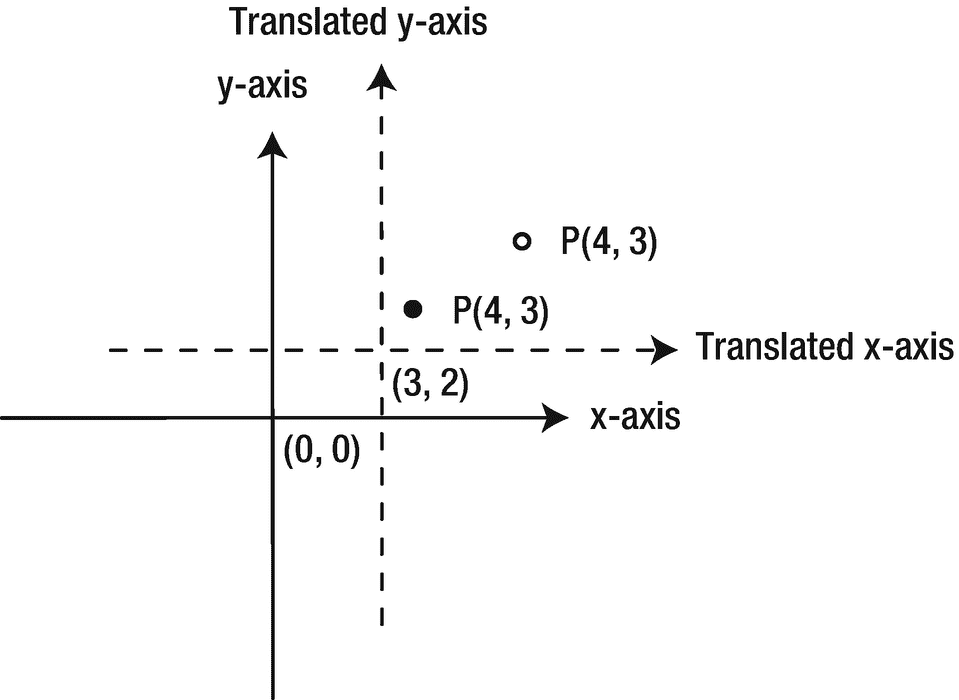 Translated y-axis
y-axis
P(4, 3)
P(4, 3)
Translated x-axis
(3, 2)
x-axis
(0, 0)